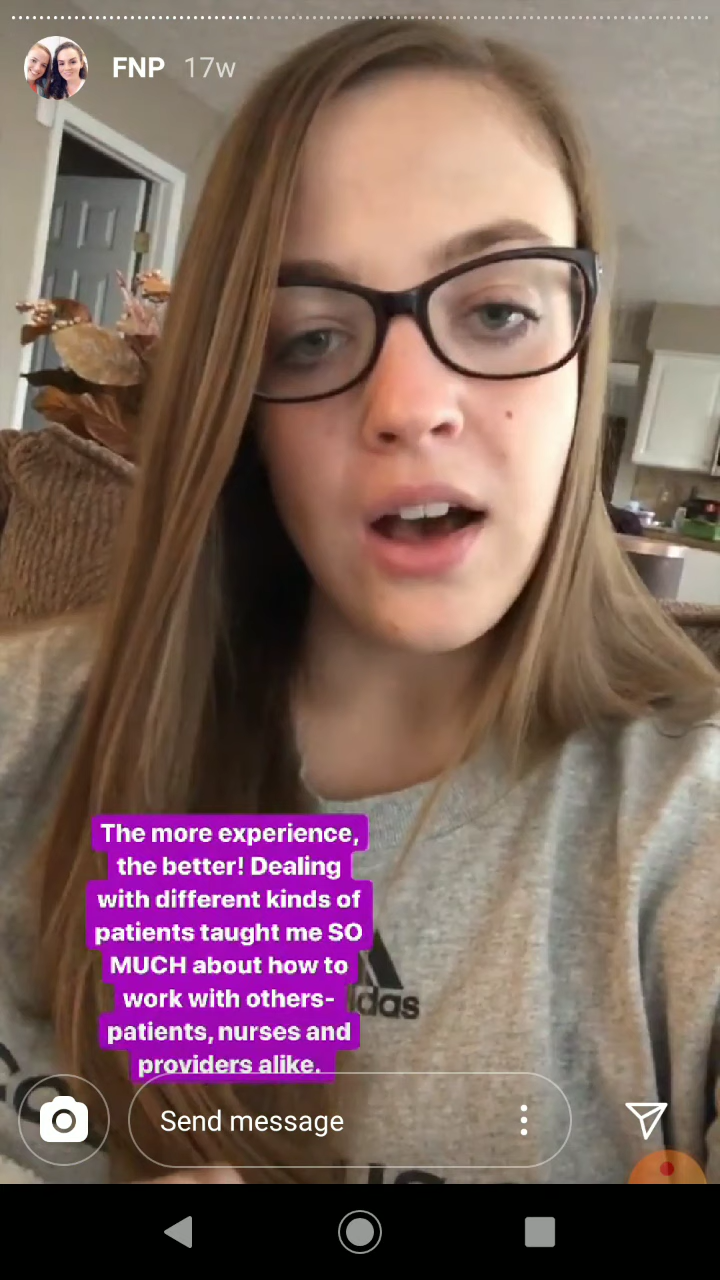 FNP 17w
The more experience,
the better! Dealing
with different kinds of
patients taught me SO
MUCH about how to
work with others-
patients, nurses and
providers alike.
das
Send message